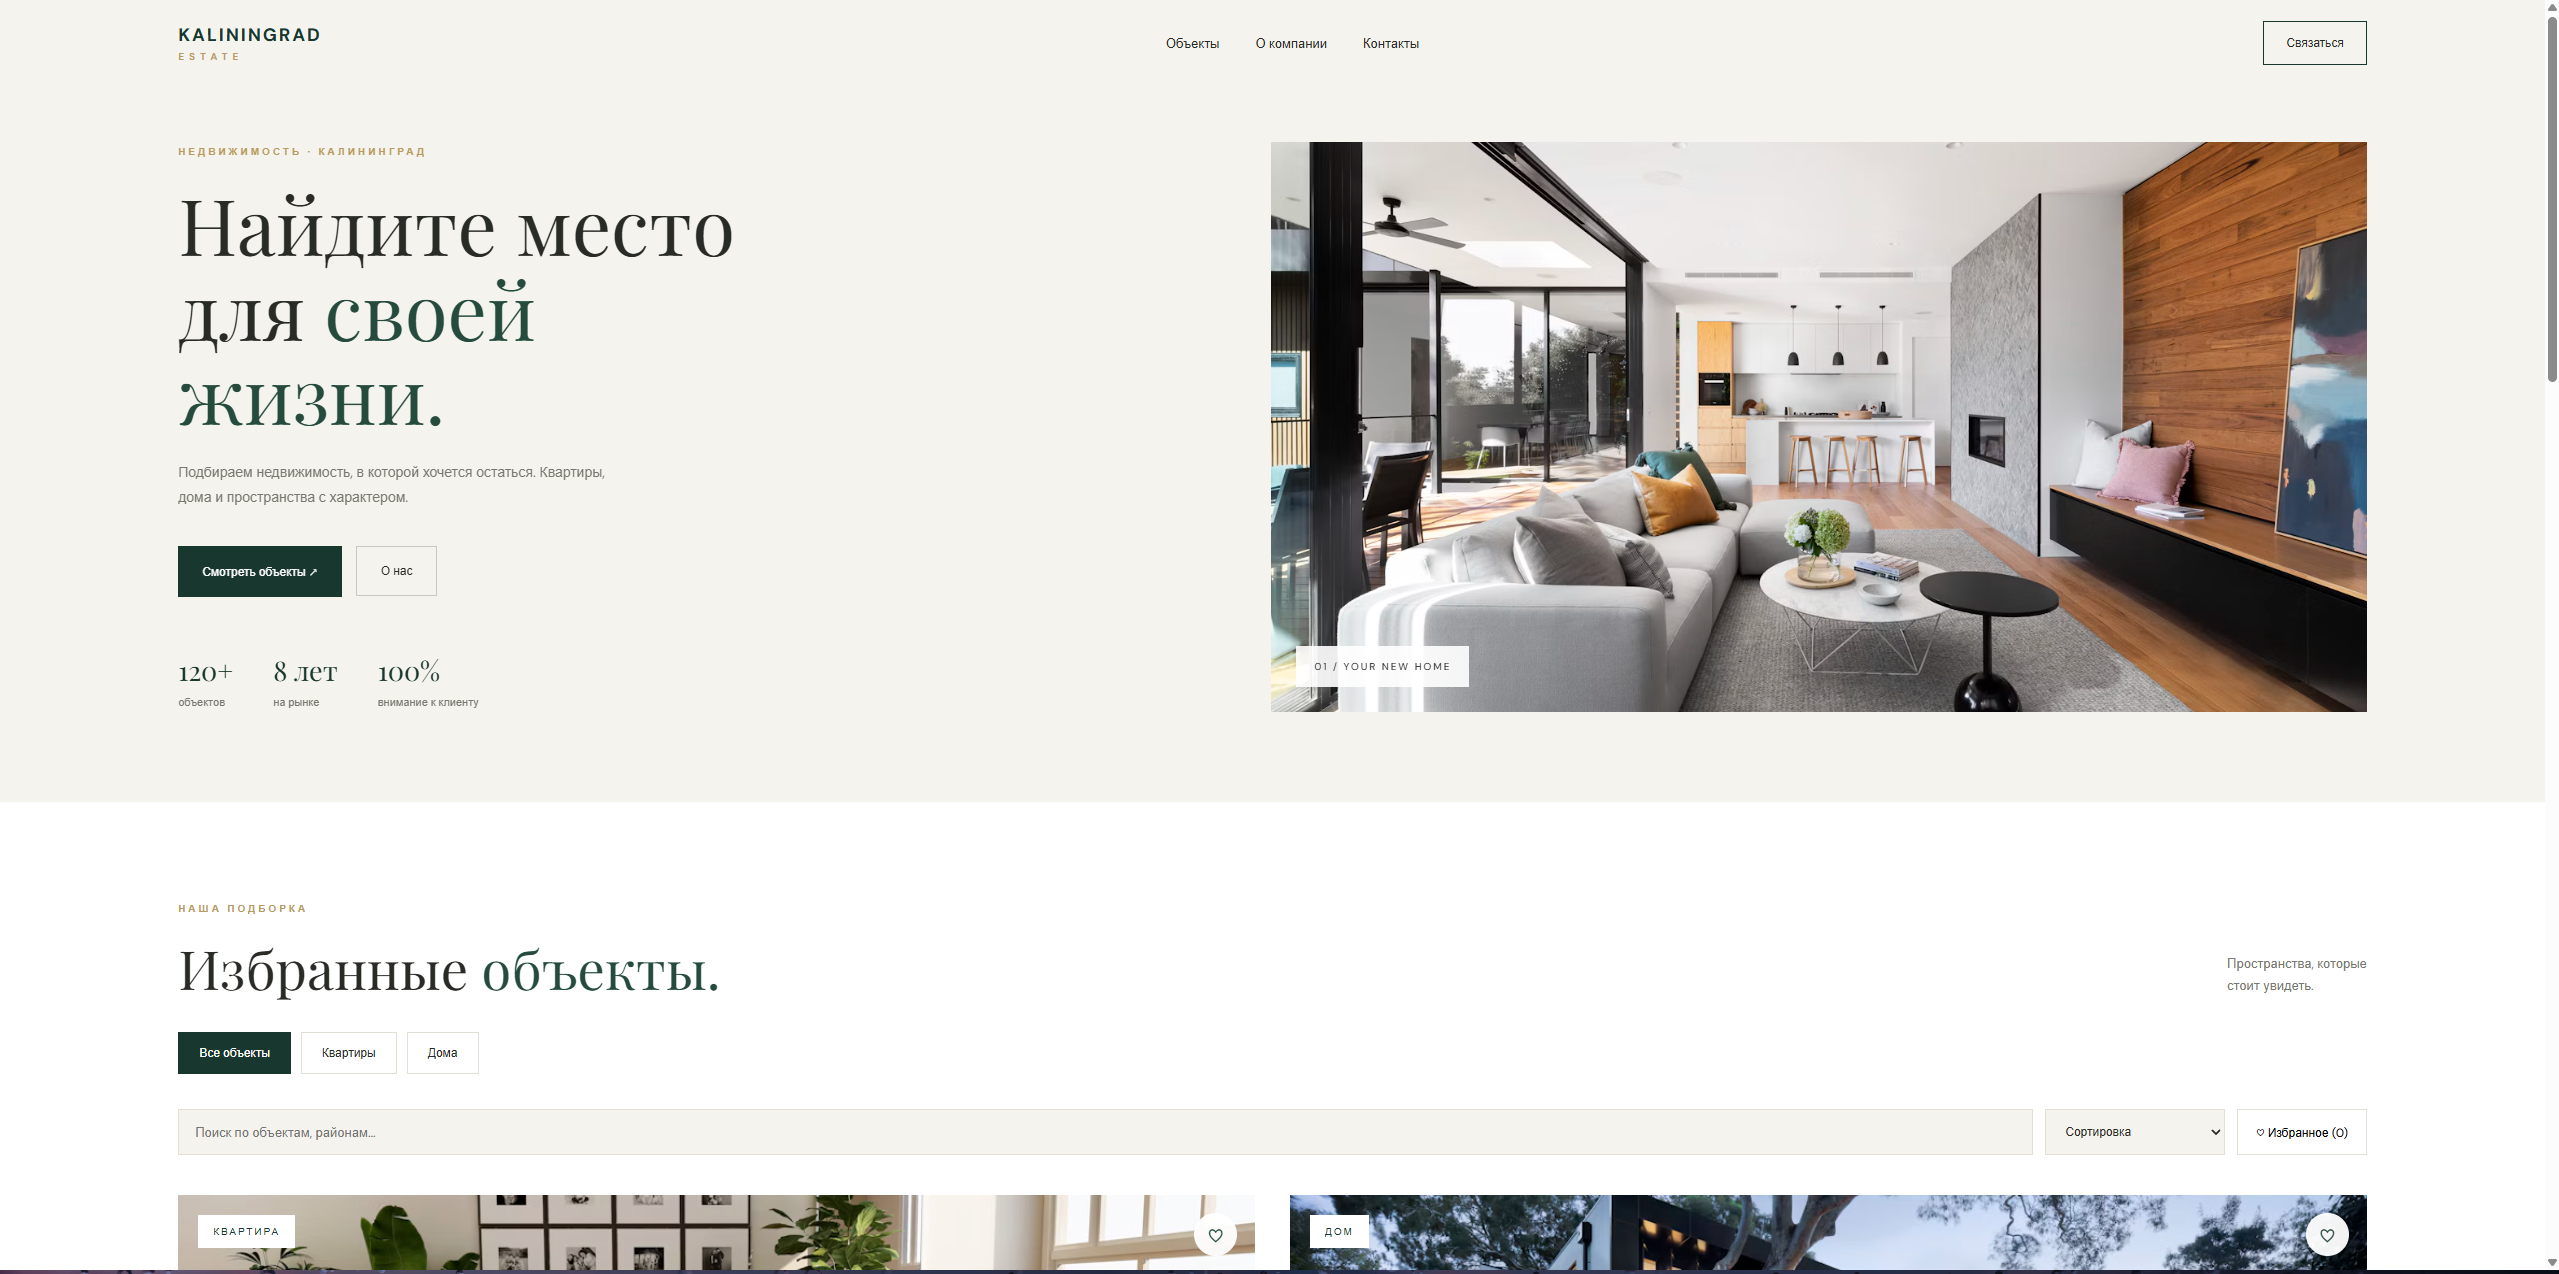 KALININGRAD
ESTATE
Объекты
О компании
Контакты
Связаться
НЕДВИЖИМОСТЬ · КАЛИНИНГРАД
Найдите место
для своей
жизни.
Подбираем недвижимость, в которой хочется остаться. Квартиры,
дома и пространства с характером.
Смотреть объекты ↗
О нас
120+
объектов
8 лет
на рынке
100%
внимание к клиенту
01 / YOUR NEW HOME
НАША ПОДБОРКА
Избранные объекты.
Пространства, которые
стоит увидеть.
Все объекты
Квартиры
Дома
Поиск по объектам, районам...
Сортировка
♡ Избранное (0)
КВАРТИРА
ДОМ